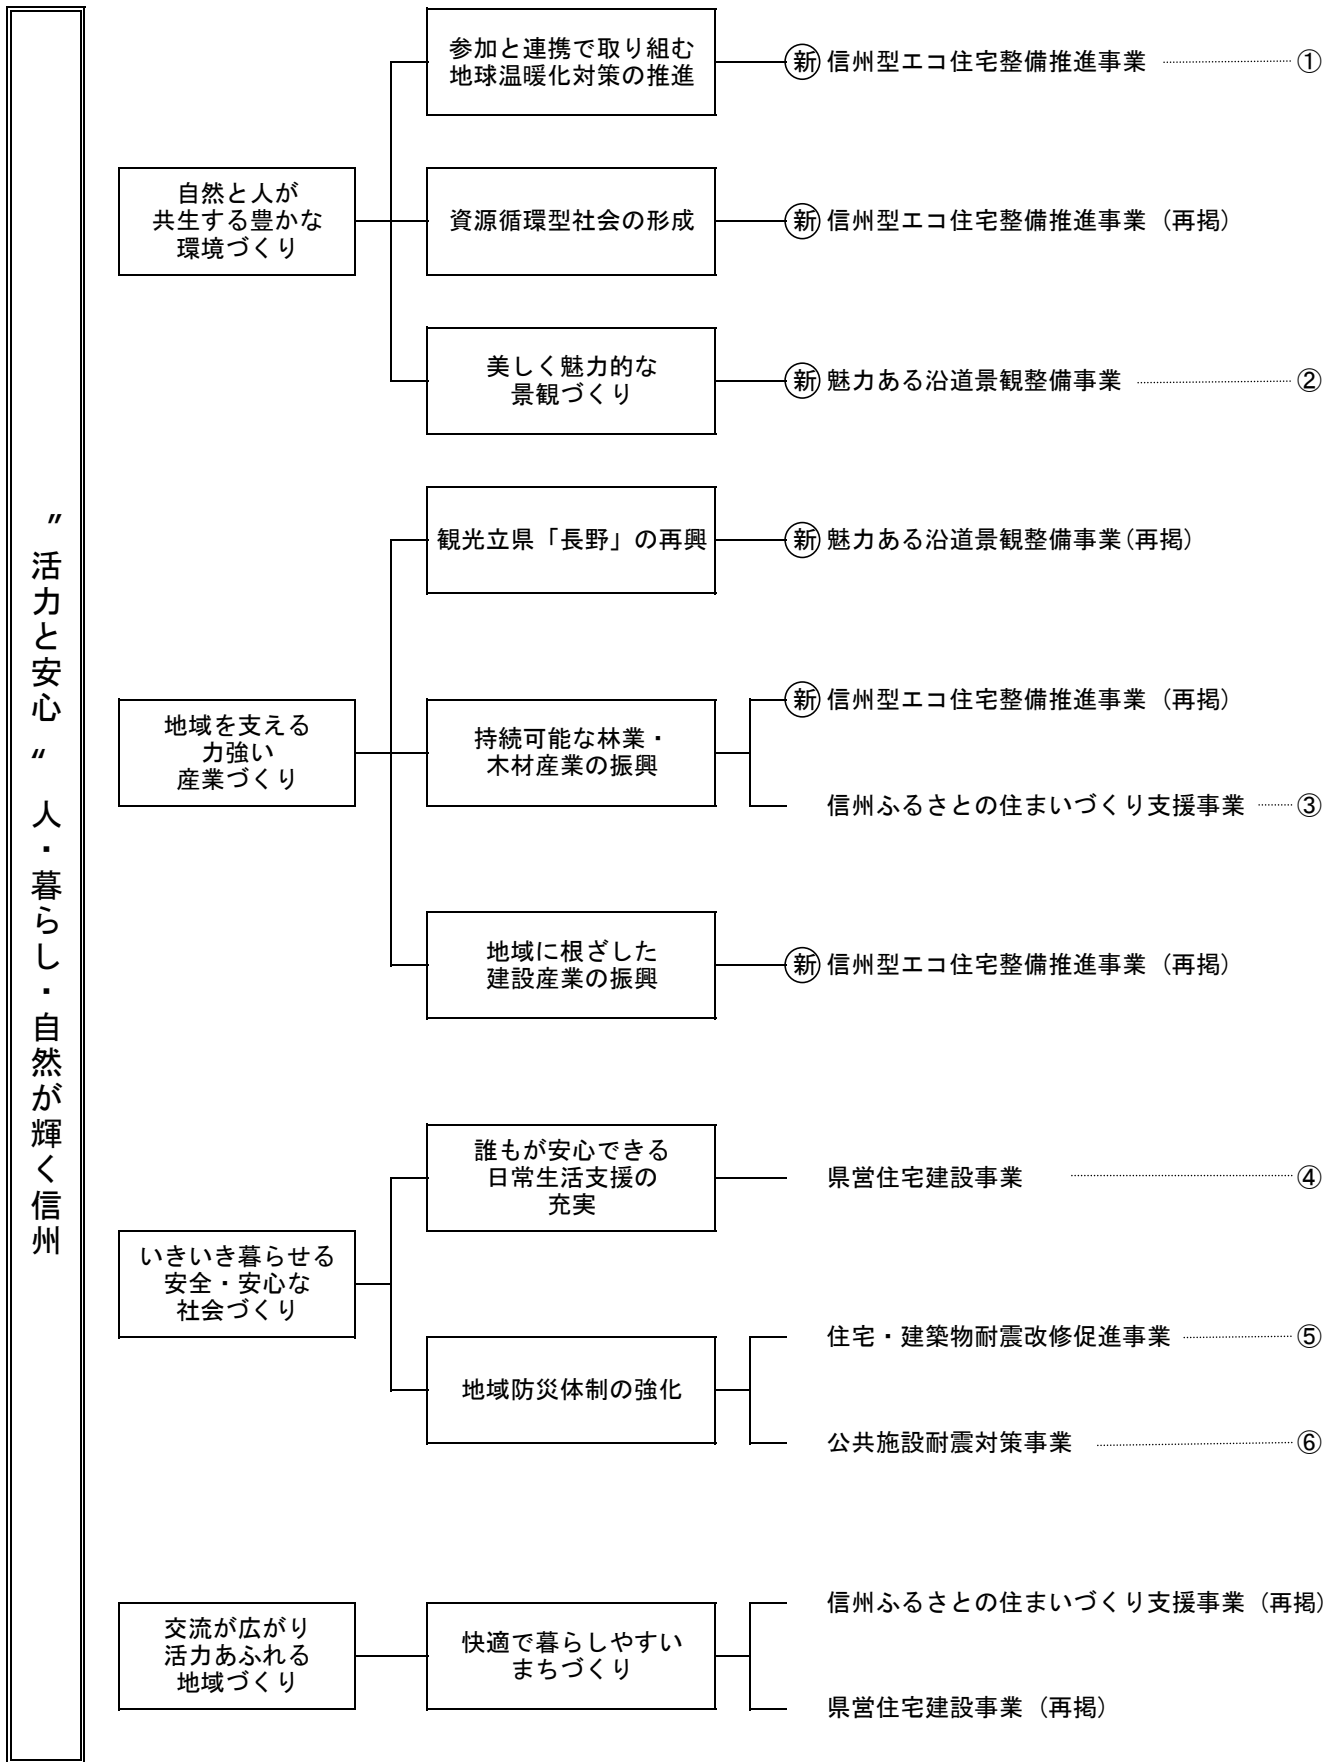 〃活力と安心〃人・暮らし・自然が輝く信州
自然と人が
共生する豊かな
環境づくり
参加と連携で取り組む
地球温暖化対策の推進
新 信州型エコ住宅整備推進事業 ①
資源循環型社会の形成
新 信州型エコ住宅整備推進事業（再掲）
美しく魅力的な
景観づくり
新 魅力ある沿道景観整備事業 ②
地域を支える
力強い
産業づくり
観光立県「長野」の再興
新 魅力ある沿道景観整備事業(再掲)
持続可能な林業・
木材産業の振興
新 信州型エコ住宅整備推進事業（再掲）
信州ふるさとの住まいづくり支援事業 ③
地域に根ざした
建設産業の振興
新 信州型エコ住宅整備推進事業（再掲）
いきいき暮らせる
安全・安心な
社会づくり
誰もが安心できる
日常生活支援の
充実
県営住宅建設事業 ④
地域防災体制の強化
住宅・建築物耐震改修促進事業 ⑤
公共施設耐震対策事業 ⑥
交流が広がり
活力あふれる
地域づくり
快適で暮らしやすい
まちづくり
信州ふるさとの住まいづくり支援事業（再掲）
県営住宅建設事業（再掲）